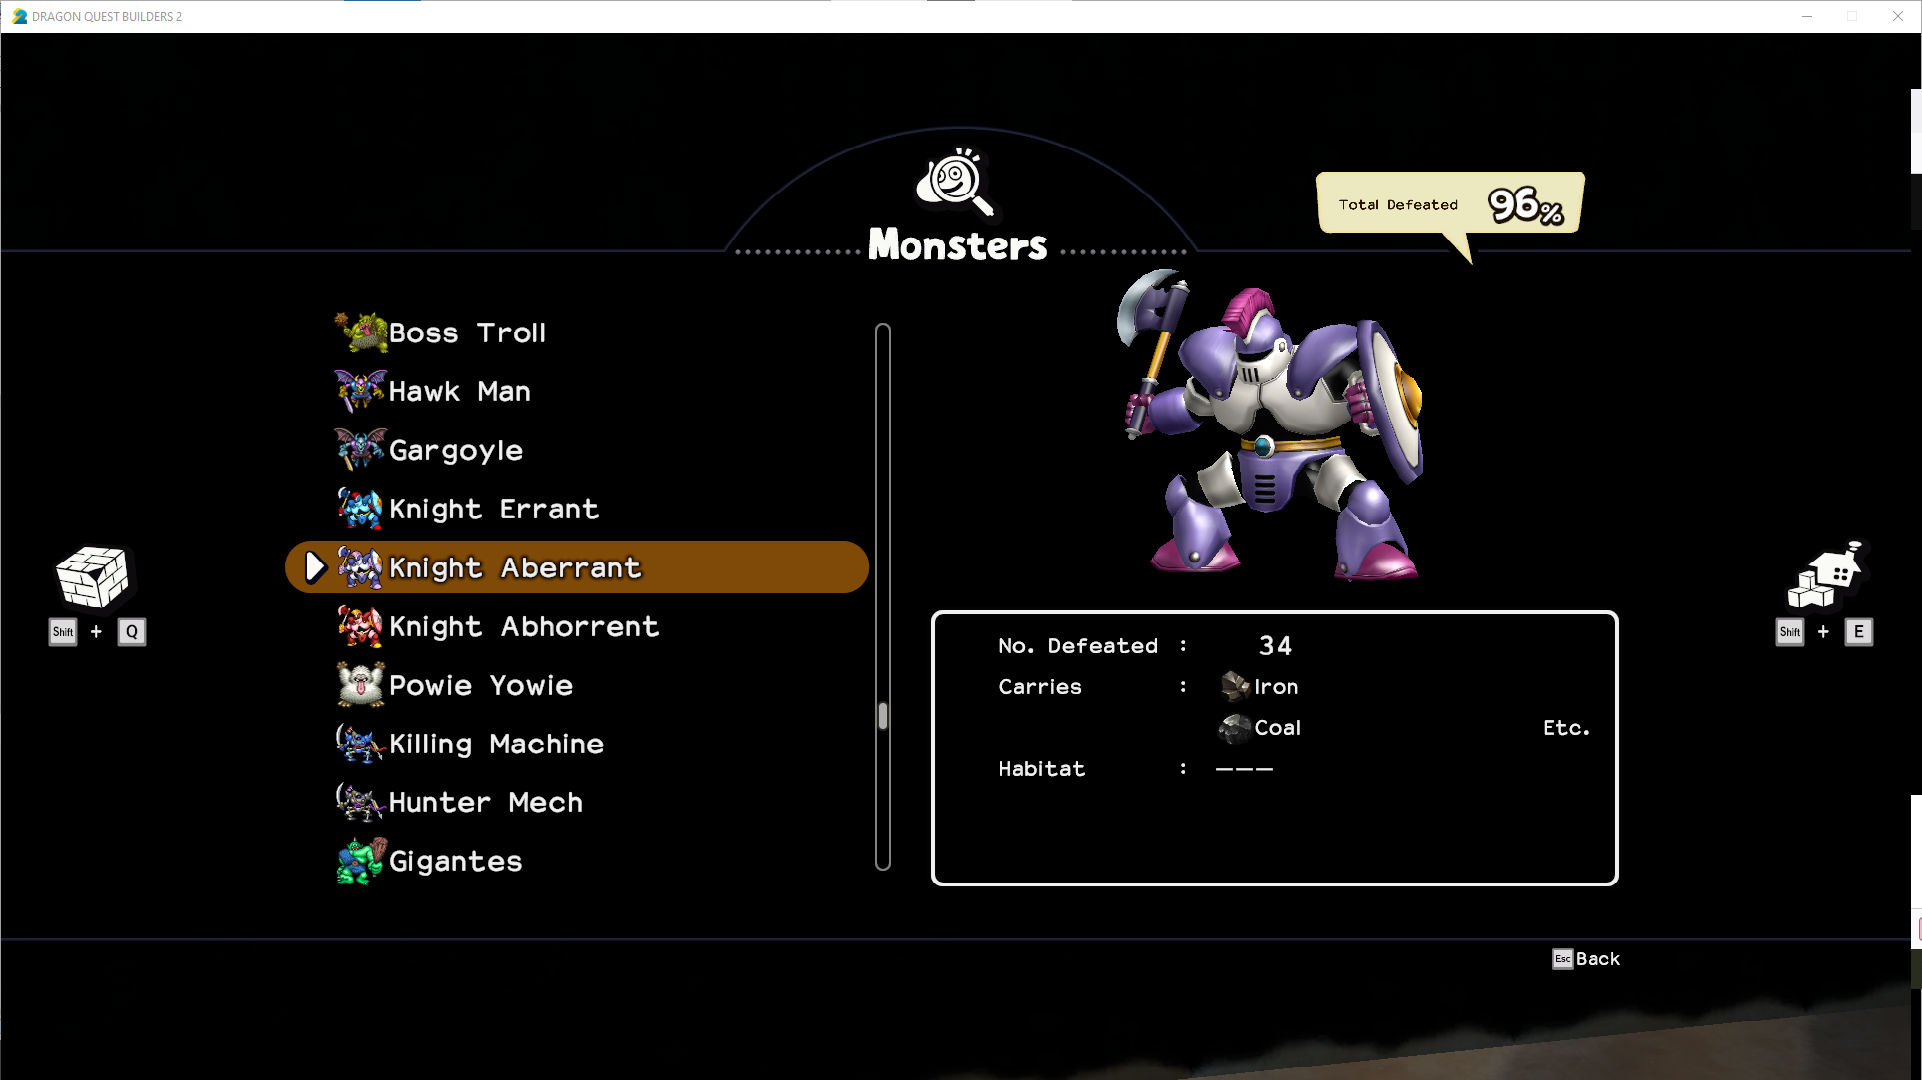 DRAGON QUEST BUILDERS 2
Total Defeated 96%
Monsters
Boss Troll
Hawk Man
Gargoyle
Knight Errant
Knight Aberrant
Knight Abhorrent
Powie Yowie
Killing Machine
Hunter Mech
Gigantes
Shift + Q
No. Defeated : 34
Carries : Iron
Coal Etc.
Habitat : ———
Shift + E
Esc Back